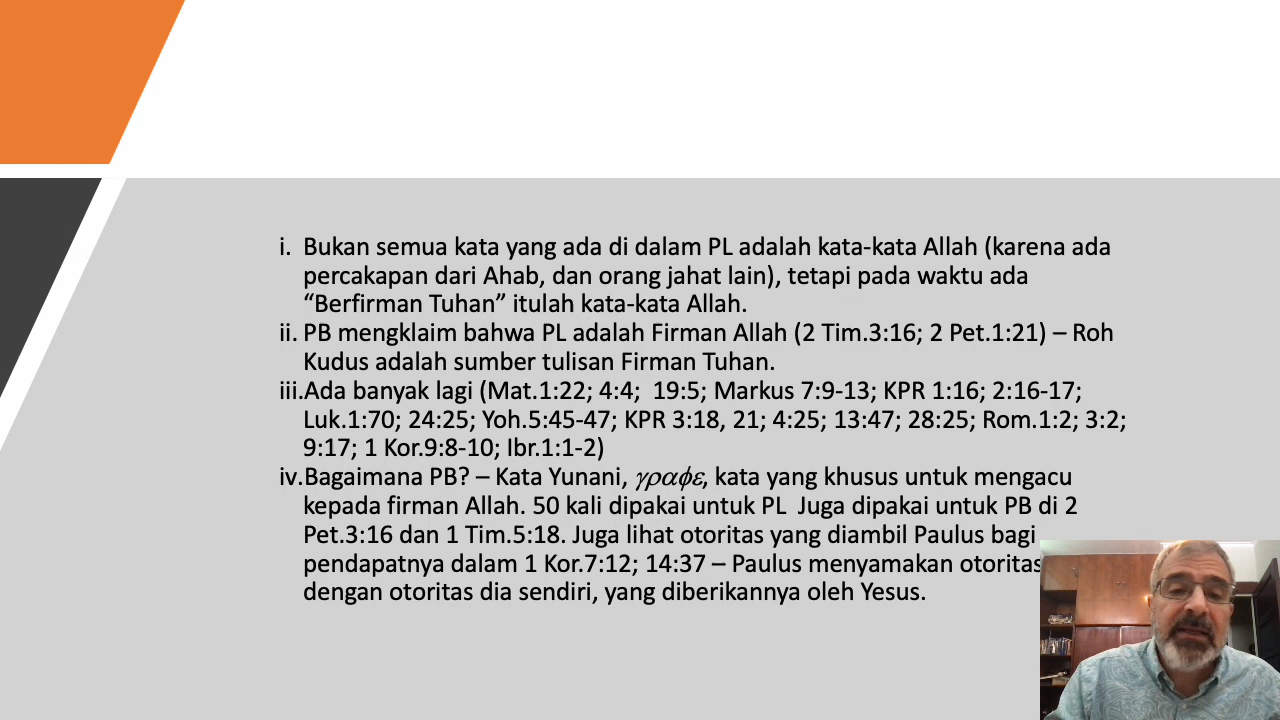 i. Bukan semua kata yang ada di dalam PL adalah kata-kata Allah (karena ada
percakapan dari Ahab, dan orang jahat lain), tetapi pada waktu ada
“Berfirman Tuhan” itulah kata-kata Allah.
ii. PB mengklaim bahwa PL adalah Firman Allah (2 Tim.3:16; 2 Pet.1:21) – Roh
Kudus adalah sumber tulisan Firman Tuhan.
iii.Ada banyak lagi (Mat.1:22; 4:4;  19:5; Markus 7:9-13; KPR 1:16; 2:16-17;
Luk.1:70; 24:25; Yoh.5:45-47; KPR 3:18, 21; 4:25; 13:47; 28:25; Rom.1:2; 3:2;
9:17; 1 Kor.9:8-10; Ibr.1:1-2)
iv.Bagaimana PB? – Kata Yunani, γραφε, kata yang khusus untuk mengacu
kepada firman Allah. 50 kali dipakai untuk PL  Juga dipakai untuk PB di 2
Pet.3:16 dan 1 Tim.5:18. Juga lihat otoritas yang diambil Paulus bagi
pendapatnya dalam 1 Kor.7:12; 14:37 – Paulus menyamakan otoritas
dengan otoritas dia sendiri, yang diberikannya oleh Yesus.